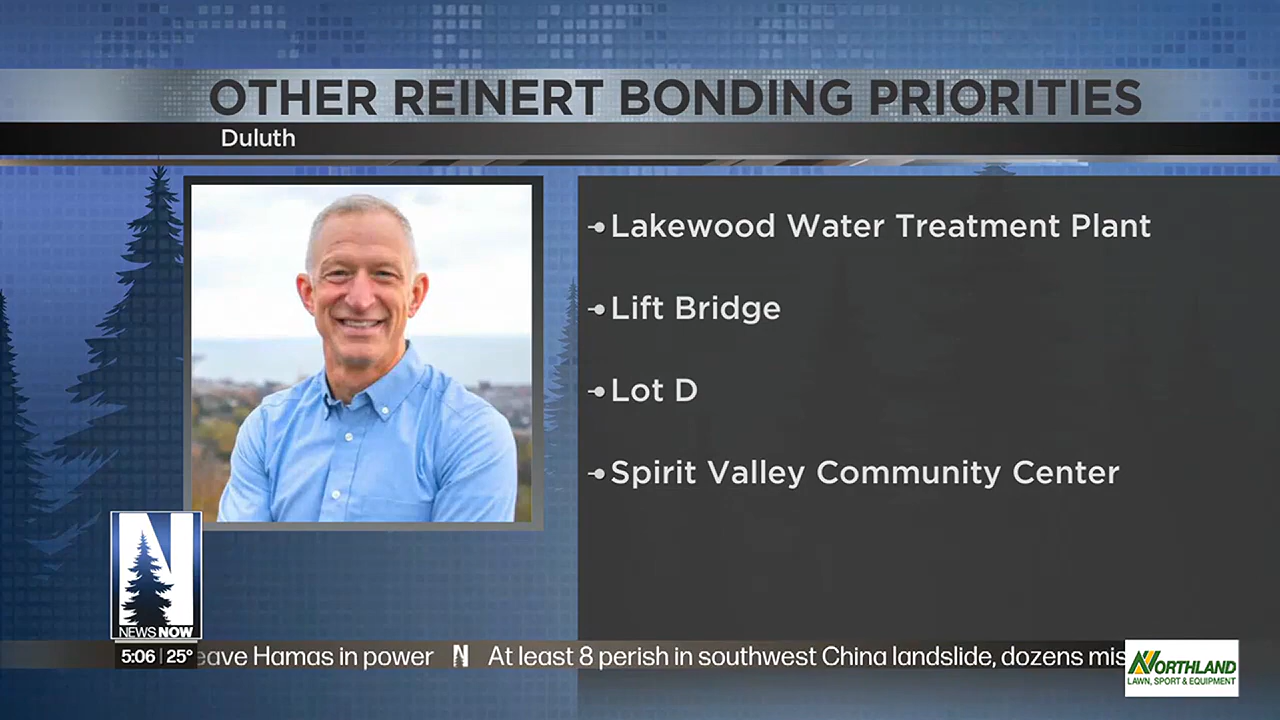 OTHER REINERT BONDING PRIORITIES
Duluth
Lakewood Water Treatment Plant
Lift Bridge
Lot D
Spirit Valley Community Center
N
NEWS NOW
5:06 | 25°
eave Hamas in power N At least 8 perish in southwest China landslide, dozens mis
NORTHLAND
LAWN, SPORT & EQUIPMENT